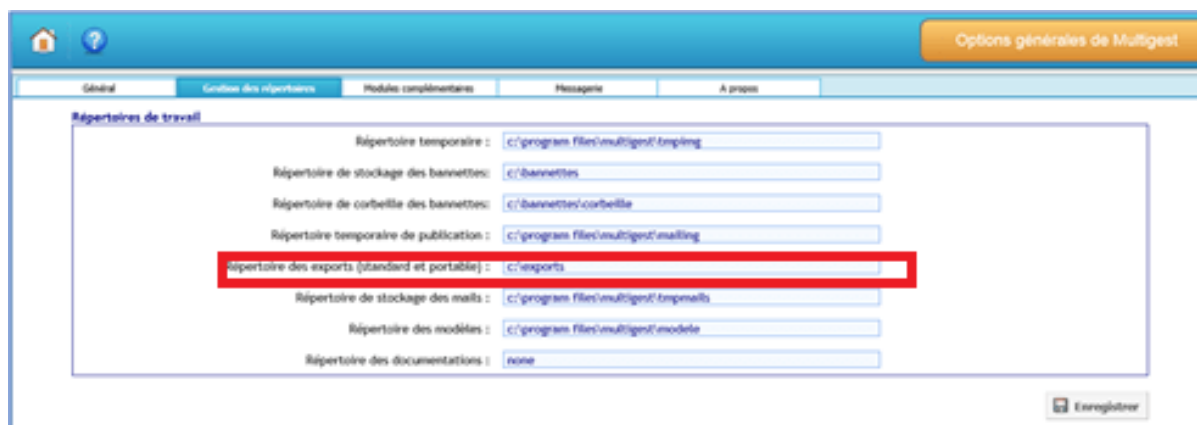 Options générales de Multigest
Général Gestion des répertoires Modules complémentaires Messagerie A propos
Répertoires de travail
Répertoire temporaire : c:\program files\multigest\tmpimg
Répertoire de stockage des bannettes: c:\bannettes
Répertoire de corbeille des bannettes: c:\bannettes\corbeille
Répertoire temporaire de publication : c:\program files\multigest\mailing
Répertoire des exports (standard et portable) : c:\exports
Répertoire de stockage des mails : c:\program files\multigest\tmpmails
Répertoire des modèles : c:\program files\multigest\modele
Répertoire des documentations : none
Enregistrer